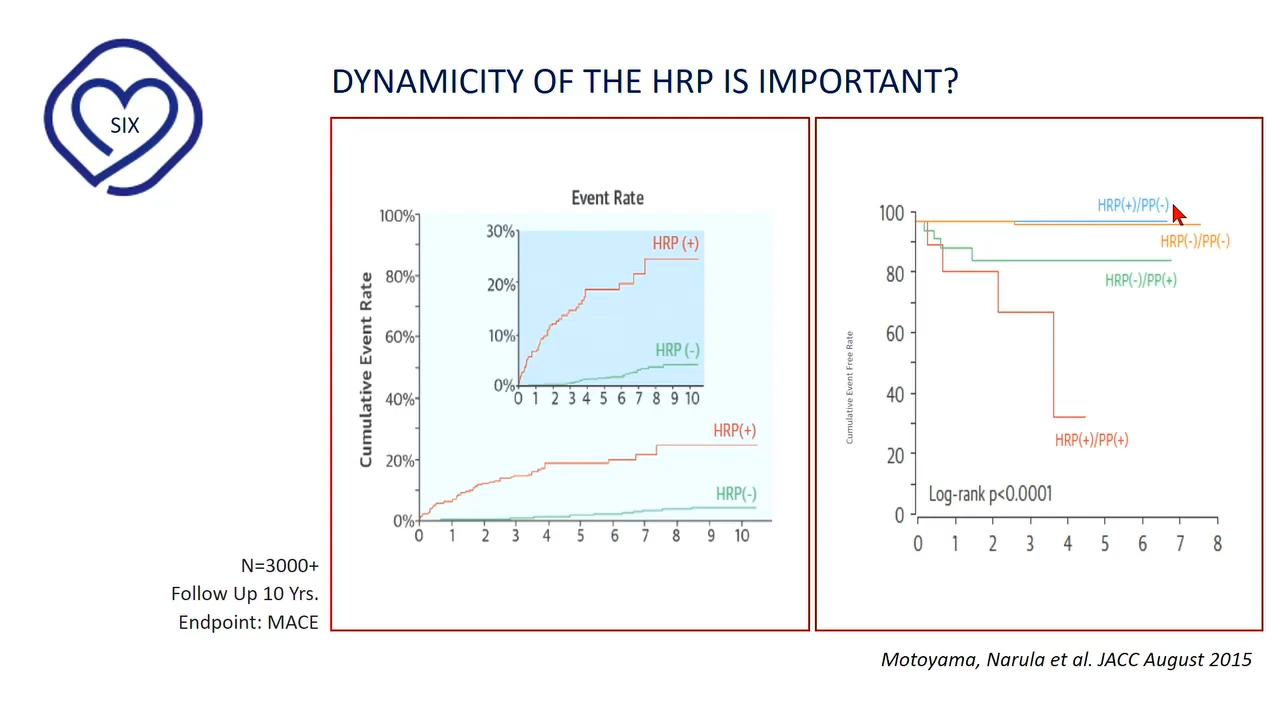 SIX
DYNAMICITY OF THE HRP IS IMPORTANT?
Event Rate
Cumulative Event Rate
100%
80%
60%
40%
20%
0%
30%
20%
10%
0%
HRP (+)
HRP (-)
0 1 2 3 4 5 6 7 8 9 10
HRP(+)
HRP(-)
0 1 2 3 4 5 6 7 8 9 10
Cumulative Event Free Rate
100
80
60
40
20
0
HRP(+)/PP(-)
HRP(-)/PP(-)
HRP(-)/PP(+)
HRP(+)/PP(+)
Log-rank p<0.0001
0 1 2 3 4 5 6 7 8
N=3000+
Follow Up 10 Yrs.
Endpoint: MACE
Motoyama, Narula et al. JACC August 2015